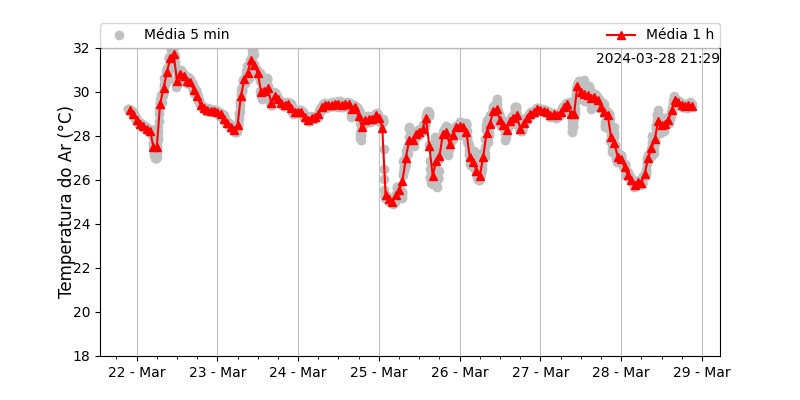 Média 5 min
Média 1 h
2024-03-28 21:29
Temperatura do Ar (°C)
32
30
28
26
24
22
20
18
22 - Mar
23 - Mar
24 - Mar
25 - Mar
26 - Mar
27 - Mar
28 - Mar
29 - Mar